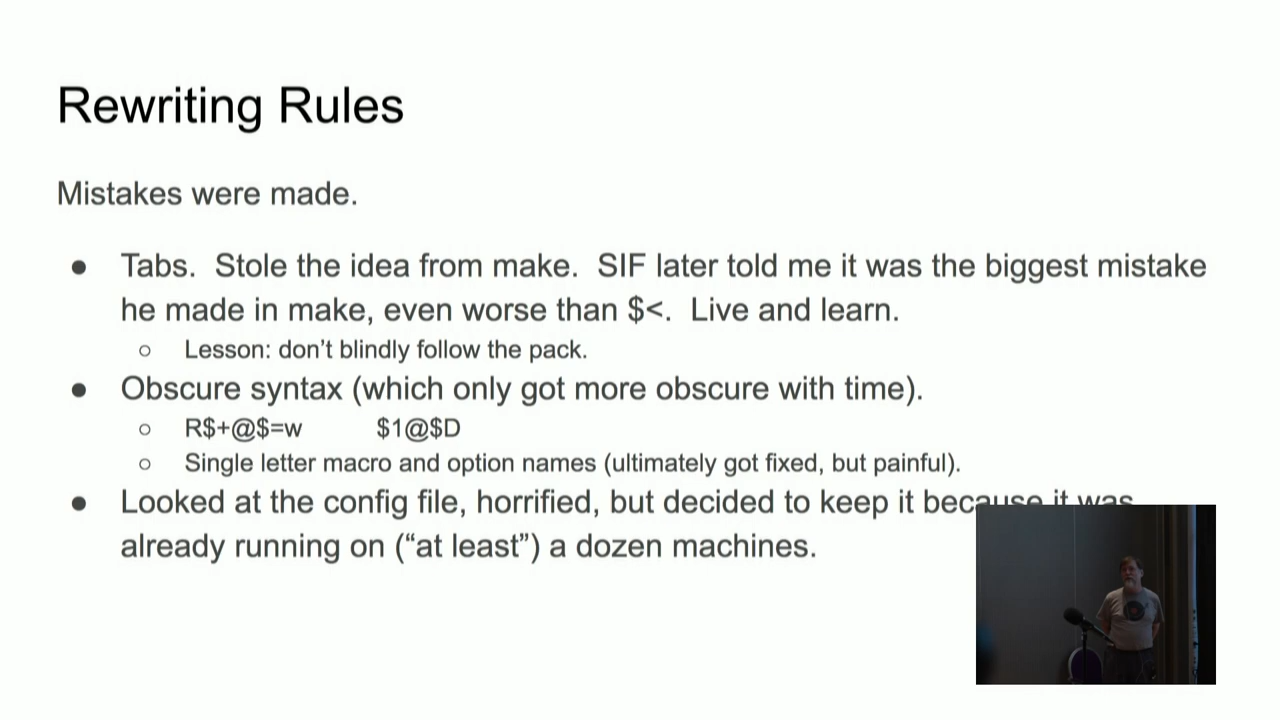 Rewriting Rules
Mistakes were made.
● Tabs. Stole the idea from make. SIF later told me it was the biggest mistake
he made in make, even worse than $<. Live and learn.
○ Lesson: don’t blindly follow the pack.
● Obscure syntax (which only got more obscure with time).
○ R$+@$=w $1@$D
○ Single letter macro and option names (ultimately got fixed, but painful).
● Looked at the config file, horrified, but decided to keep it because it was
already running on (“at least”) a dozen machines.